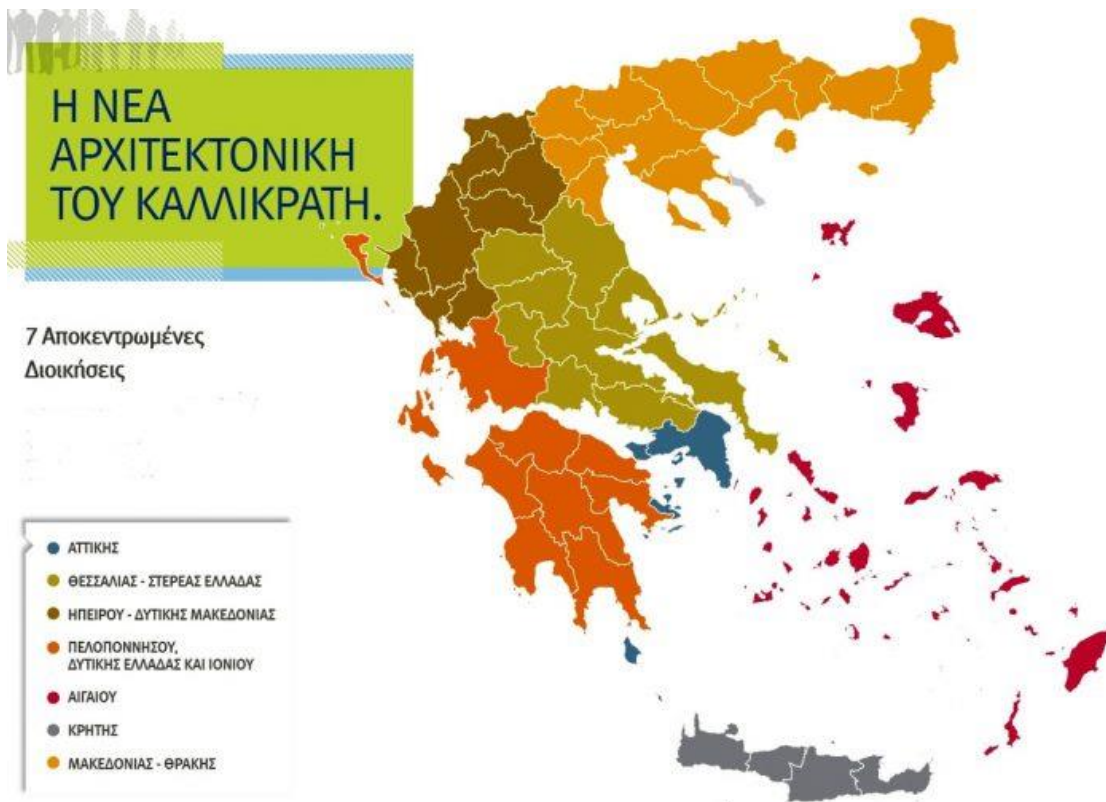 Η ΝΕΑ
ΑΡΧΙΤΕΚΤΟΝΙΚΗ
ΤΟΥ ΚΑΛΛΙΚΡΑΤΗ.
7 Αποκεντρωμένες
Διοικήσεις
ΑΤΤΙΚΗΣ
ΘΕΣΣΑΛΙΑΣ - ΣΤΕΡΕΑΣ ΕΛΛΑΔΑΣ
ΗΠΕΙΡΟΥ - ΔΥΤΙΚΗΣ ΜΑΚΕΔΟΝΙΑΣ
ΠΕΛΟΠΟΝΝΗΣΟΥ,
ΔΥΤΙΚΗΣ ΕΛΛΑΔΑΣ ΚΑΙ ΙΟΝΙΟΥ
ΑΙΓΑΙΟΥ
ΚΡΗΤΗΣ
ΜΑΚΕΔΟΝΙΑΣ - ΘΡΑΚΗΣ